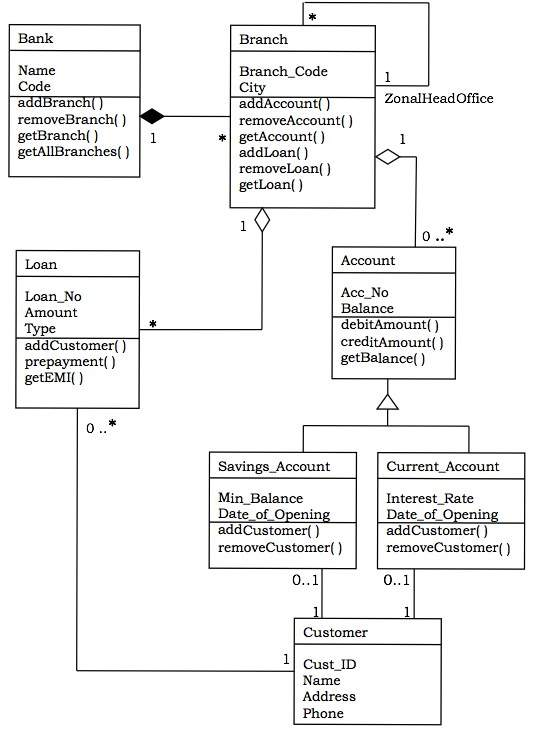 Bank
Name
Code
addBranch()
removeBranch()
getBranch()
getAllBranches()
1
*
Branch
Branch_Code
City
addAccount()
removeAccount()
getAccount()
addLoan()
removeLoan()
getLoan()
*
1
ZonalHeadOffice
1
0 ..*
1
*
Loan
Loan_No
Amount
Type
addCustomer()
prepayment()
getEMI()
0 ..*
Account
Acc_No
Balance
debitAmount()
creditAmount()
getBalance()
Savings_Account
Min_Balance
Date_of_Opening
addCustomer()
removeCustomer()
Current_Account
Interest_Rate
Date_of_Opening
addCustomer()
removeCustomer()
0..1
0..1
1
1
1
Customer
Cust_ID
Name
Address
Phone